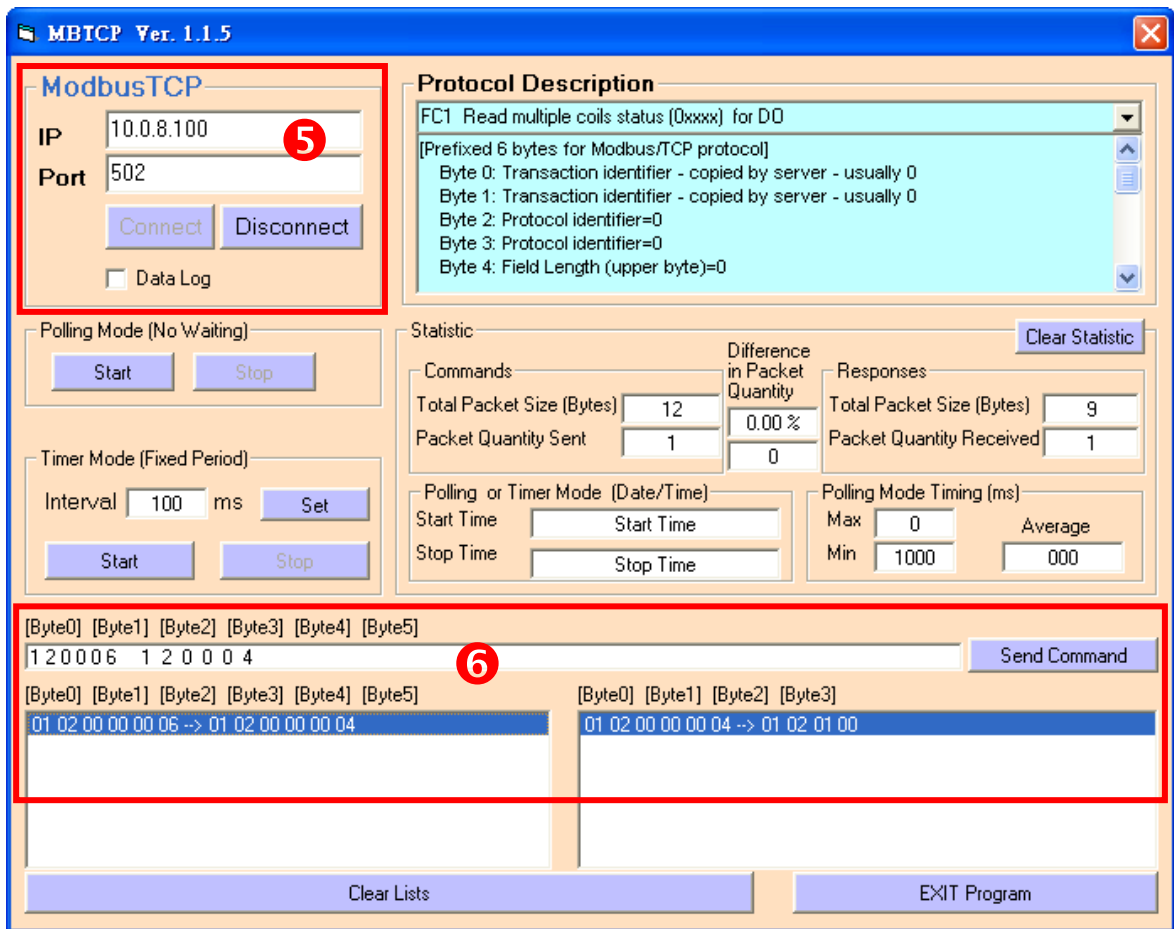 MBTCP Ver. 1.1.5
ModbusTCP
IP 10.0.8.100
Port 502
5
Connect Disconnect
Data Log
Protocol Description
FC1 Read multiple coils status (0xxxx) for DO
[Prefixed 6 bytes for Modbus/TCP protocol]
Byte 0: Transaction identifier - copied by server - usually 0
Byte 1: Transaction identifier - copied by server - usually 0
Byte 2: Protocol identifier=0
Byte 3: Protocol identifier=0
Byte 4: Field Length (upper byte)=0
Polling Mode (No Waiting)
Start Stop
Timer Mode (Fixed Period)
Interval 100 ms Set
Start Stop
Statistic
Clear Statistic
Commands
Total Packet Size (Bytes) 12
Packet Quantity Sent 1
Difference
in Packet
Quantity
0.00 %
0
Responses
Total Packet Size (Bytes) 9
Packet Quantity Received 1
Polling or Timer Mode (Date/Time)
Start Time Start Time
Stop Time Stop Time
Polling Mode Timing (ms)
Max 0
Min 1000
Average
000
[Byte0] [Byte1] [Byte2] [Byte3] [Byte4] [Byte5]
1 2 0 0 0 6 1 2 0 0 0 4
6
Send Command
[Byte0] [Byte1] [Byte2] [Byte3] [Byte4] [Byte5]
01 02 00 00 00 06 --> 01 02 00 00 00 04
[Byte0] [Byte1] [Byte2] [Byte3]
01 02 00 00 00 04 --> 01 02 01 00
Clear Lists
EXIT Program